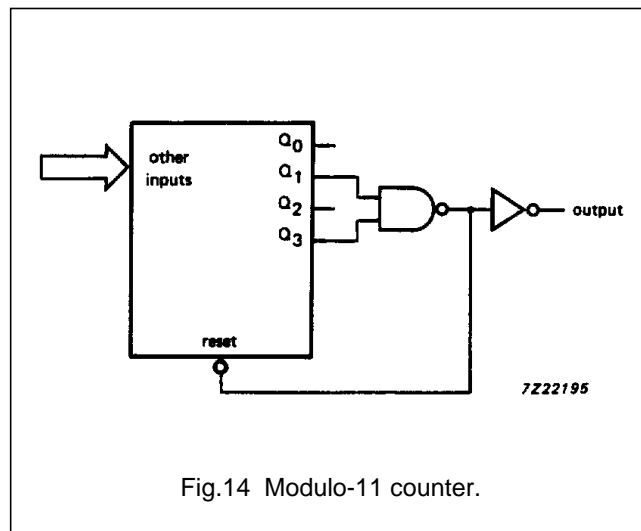 other
inputs
Q0
Q1
Q2
Q3
output
reset
7Z22195
Fig.14 Modulo-11 counter.